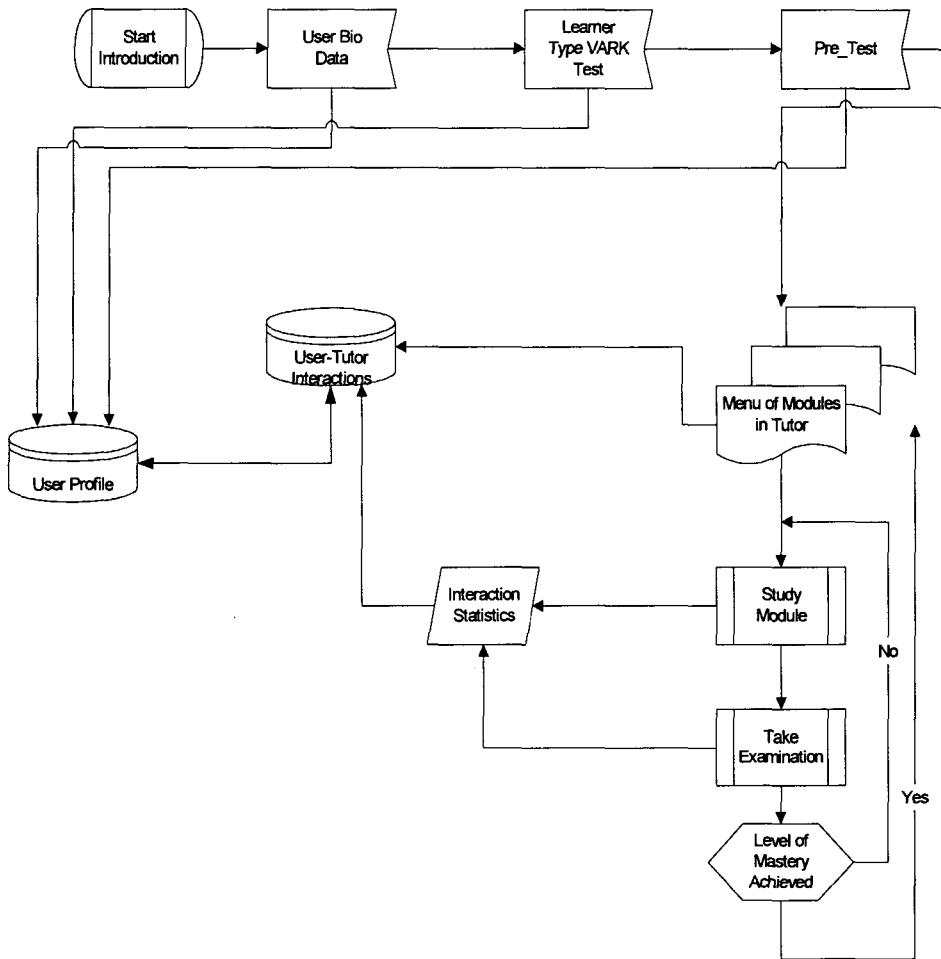 Start
Introduction
User Bio
Data
Learner
Type VARK
Test
Pre_Test
User-Tutor
Interactions
Menu of Modules
in Tutor
User Profile
Interaction
Statistics
Study
Module
No
Take
Examination
Yes
Level of
Mastery
Achieved